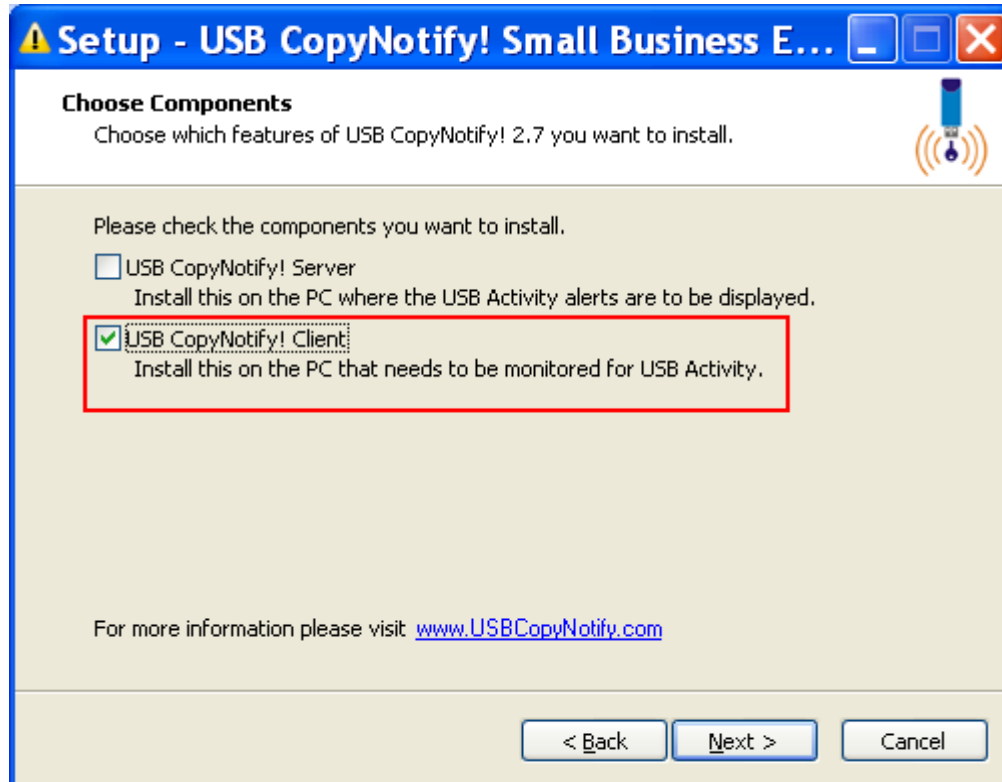 Setup - USB CopyNotify! Small Business E...
Choose Components
Choose which features of USB CopyNotify! 2.7 you want to install.
Please check the components you want to install.
USB CopyNotify! Server
Install this on the PC where the USB Activity alerts are to be displayed.
USB CopyNotify! Client
Install this on the PC that needs to be monitored for USB Activity.
For more information please visit www.USBCopyNotify.com
< Back Next > Cancel